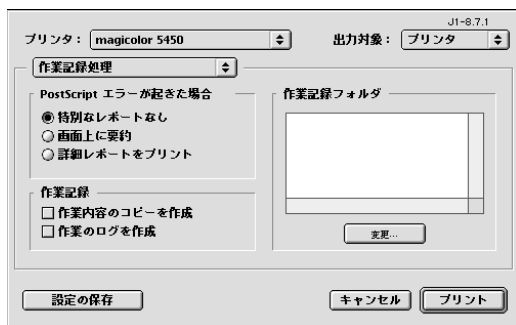 J1-8.7.1
プリンタ： magicolor 5450 出力対象： プリンタ
作業記録処理
PostScript エラーが起きた場合
特別なレポートなし
画面上に要約
詳細レポートをプリント
作業記録
作業内容のコピーを作成
作業のログを作成
作業記録フォルダ
変更...
設定の保存 キャンセル プリント